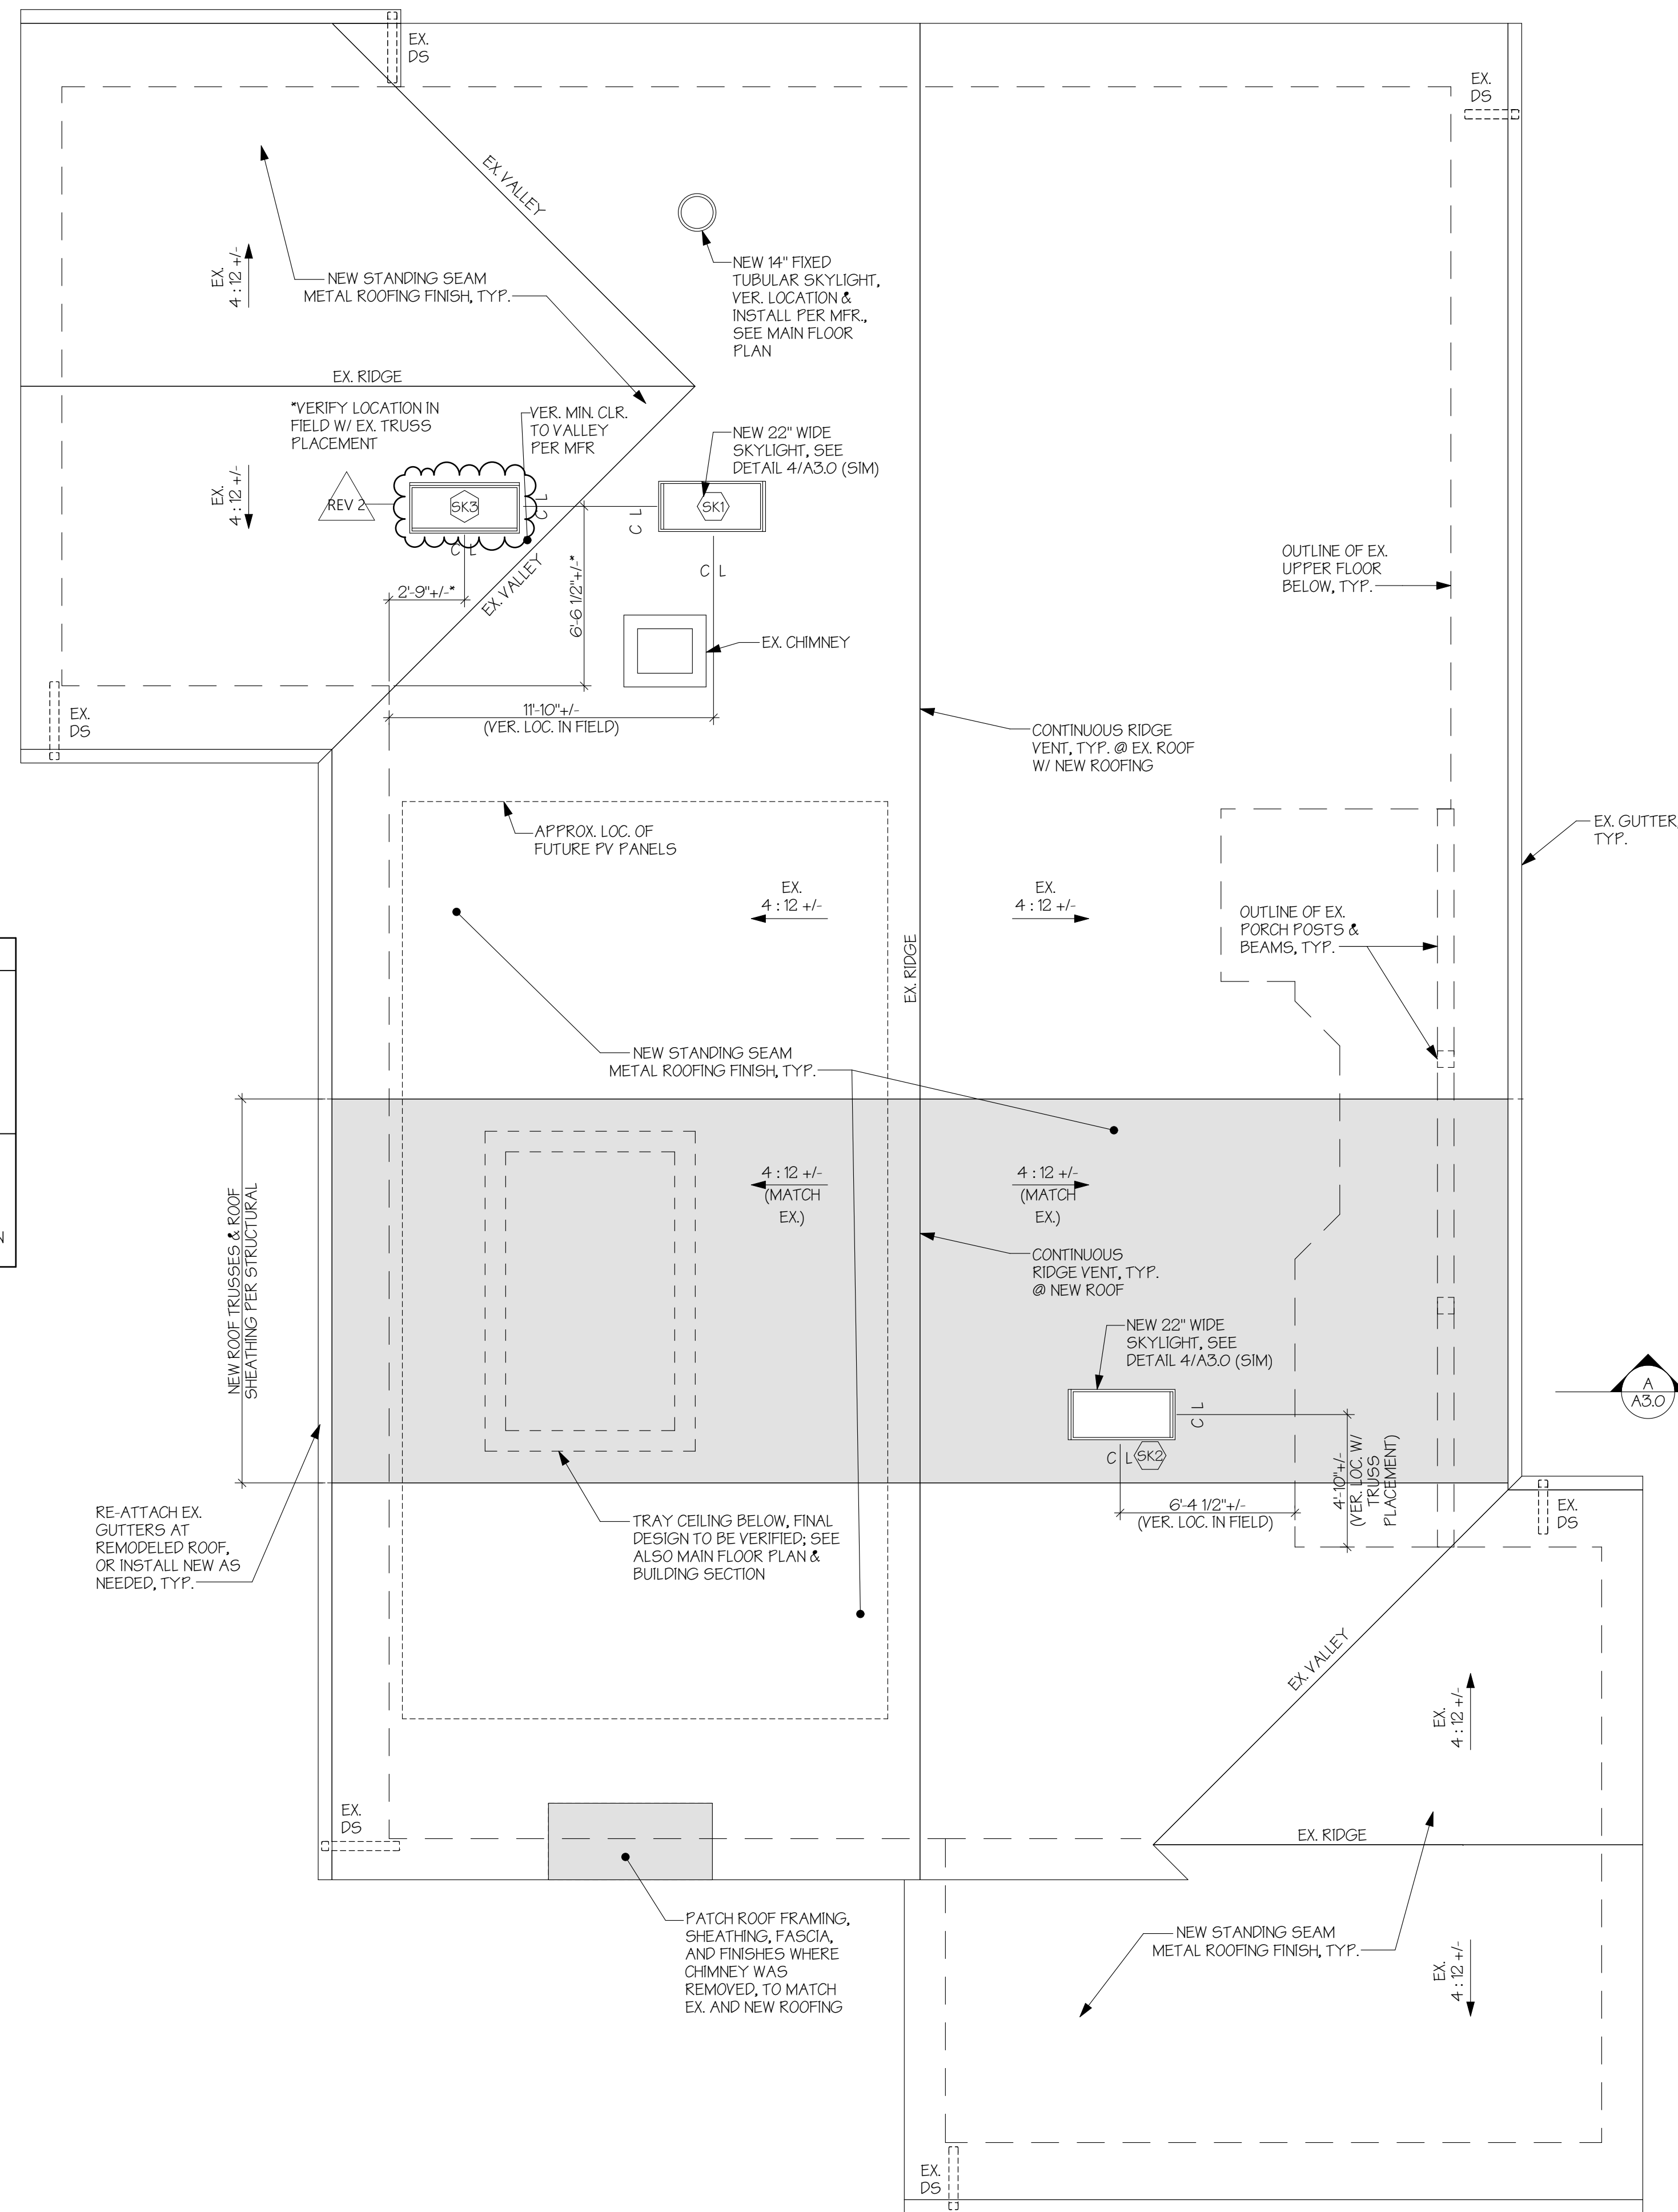 EX.
DS
EX.
DS
EX. VALLEY
NEW 14" FIXED
TUBULAR SKYLIGHT,
VER. LOCATION &
INSTALL PER MFR.,
SEE MAIN FLOOR
PLAN
EX.
4 : 12 +/-
NEW STANDING SEAM
METAL ROOFING FINISH, TYP.
EX. RIDGE
*VERIFY LOCATION IN
FIELD W/ EX. TRUSS
PLACEMENT
VER. MIN. CLR.
TO VALLEY
PER MFR
NEW 22" WIDE
SKYLIGHT, SEE
DETAIL 4/A3.0 (SIM)
EX.
4 : 12 +/-
REV 2
SK3
C L
C L
SK1
C L
C L
2'-9"+/-*
EX. VALLEY
6'-6 1/2"+/-*
OUTLINE OF EX.
UPPER FLOOR
BELOW, TYP.
EX. CHIMNEY
EX.
DS
11'-10"+/-
(VER. LOC. IN FIELD)
CONTINUOUS RIDGE
VENT, TYP. @ EX. ROOF
W/ NEW ROOFING
APPROX. LOC. OF
FUTURE PV PANELS
EX. GUTTER,
TYP.
EX.
4 : 12 +/-
EX.
4 : 12 +/-
OUTLINE OF EX.
PORCH POSTS &
BEAMS, TYP.
EX. RIDGE
NEW STANDING SEAM
METAL ROOFING FINISH, TYP.
NEW ROOF TRUSSES & ROOF
SHEATHING PER STRUCTURAL
4 : 12 +/-
(MATCH
EX.)
4 : 12 +/-
(MATCH
EX.)
CONTINUOUS
RIDGE VENT, TYP.
@ NEW ROOF
NEW 22" WIDE
SKYLIGHT, SEE
DETAIL 4/A3.0 (SIM)
A
A3.0
C L
C L
SK2
6'-4 1/2"+/-
(VER. LOC. IN FIELD)
4'-10"+/-
(VER. LOC. W/
TRUSS
PLACEMENT)
EX.
DS
RE-ATTACH EX.
GUTTERS AT
REMODELED ROOF,
OR INSTALL NEW AS
NEEDED, TYP.
TRAY CEILING BELOW, FINAL
DESIGN TO BE VERIFIED; SEE
ALSO MAIN FLOOR PLAN &
BUILDING SECTION
EX. VALLEY
EX.
4 : 12 +/-
EX.
DS
EX. RIDGE
PATCH ROOF FRAMING,
SHEATHING, FASCIA,
AND FINISHES WHERE
CHIMNEY WAS
REMOVED, TO MATCH
EX. AND NEW ROOFING
NEW STANDING SEAM
METAL ROOFING FINISH, TYP.
EX.
4 : 12 +/-
EX.
DS